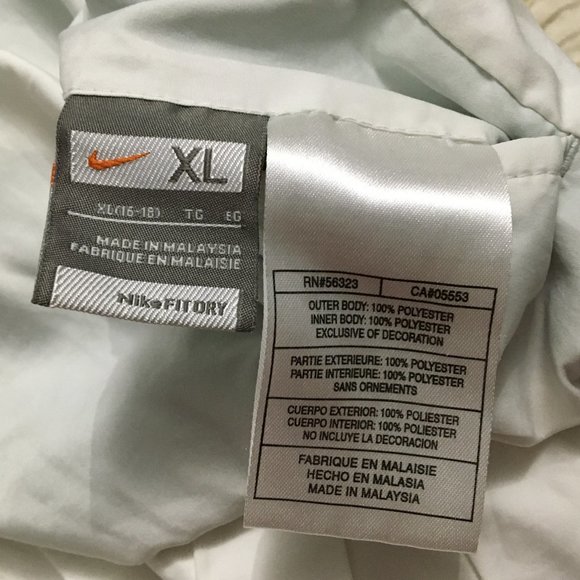 XL
XL(16-18) TG EG
MADE IN MALAYSIA
FABRIQUE EN MALAISIE
Nike FIT DRY
RN#56323 CA#05553
OUTER BODY: 100% POLYESTER
INNER BODY: 100% POLYESTER
EXCLUSIVE OF DECORATION
PARTIE EXTERIEURE: 100% POLYESTER
PARTIE INTERIEURE: 100% POLYESTER
SANS ORNEMENTS
CUERPO EXTERIOR: 100% POLIESTER
CUERPO INTERIOR: 100% POLIESTER
NO INCLUYE LA DECORACION
FABRIQUE EN MALAISIE
HECHO EN MALASIA
MADE IN MALAYSIA